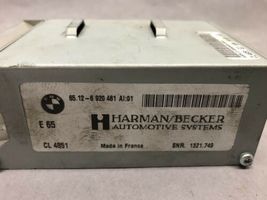 65.12-6 920 461 AI:01
E 65
HARMAN/BECKER
AUTOMOTIVE SYSTEMS
CL 4851
Made in France
SNR. 1321.749